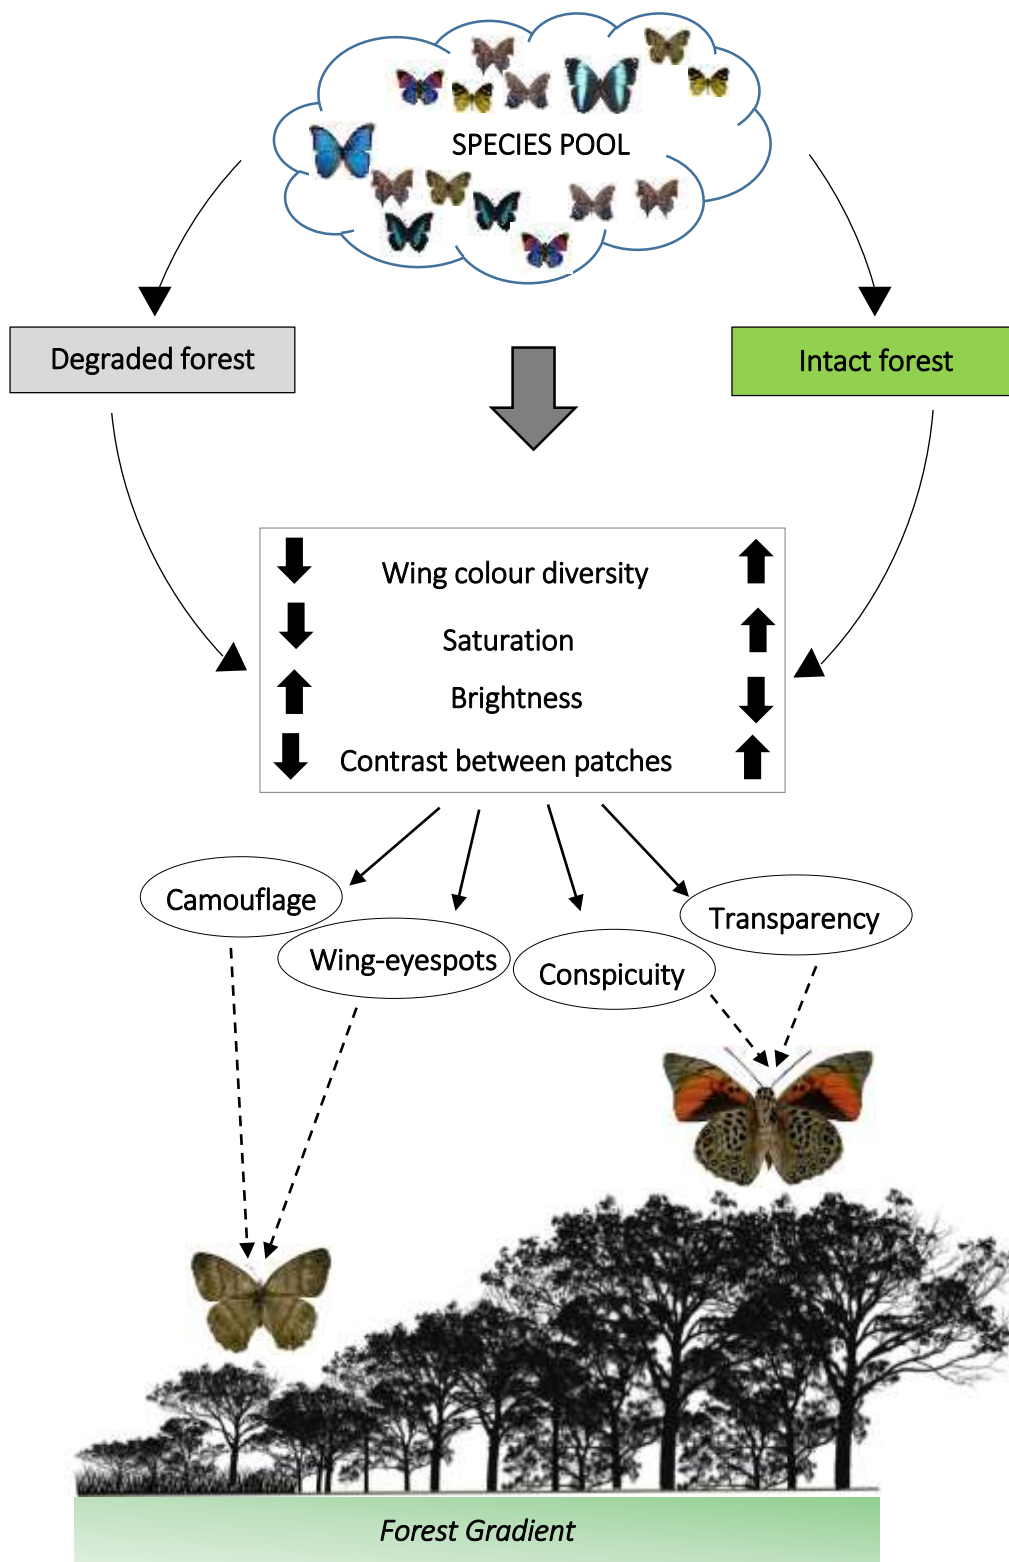 SPECIES POOL
Degraded forest
Intact forest
Wing colour diversity
Saturation
Brightness
Contrast between patches
Camouflage
Transparency
Wing-eyespots
Conspicuity
Forest Gradient